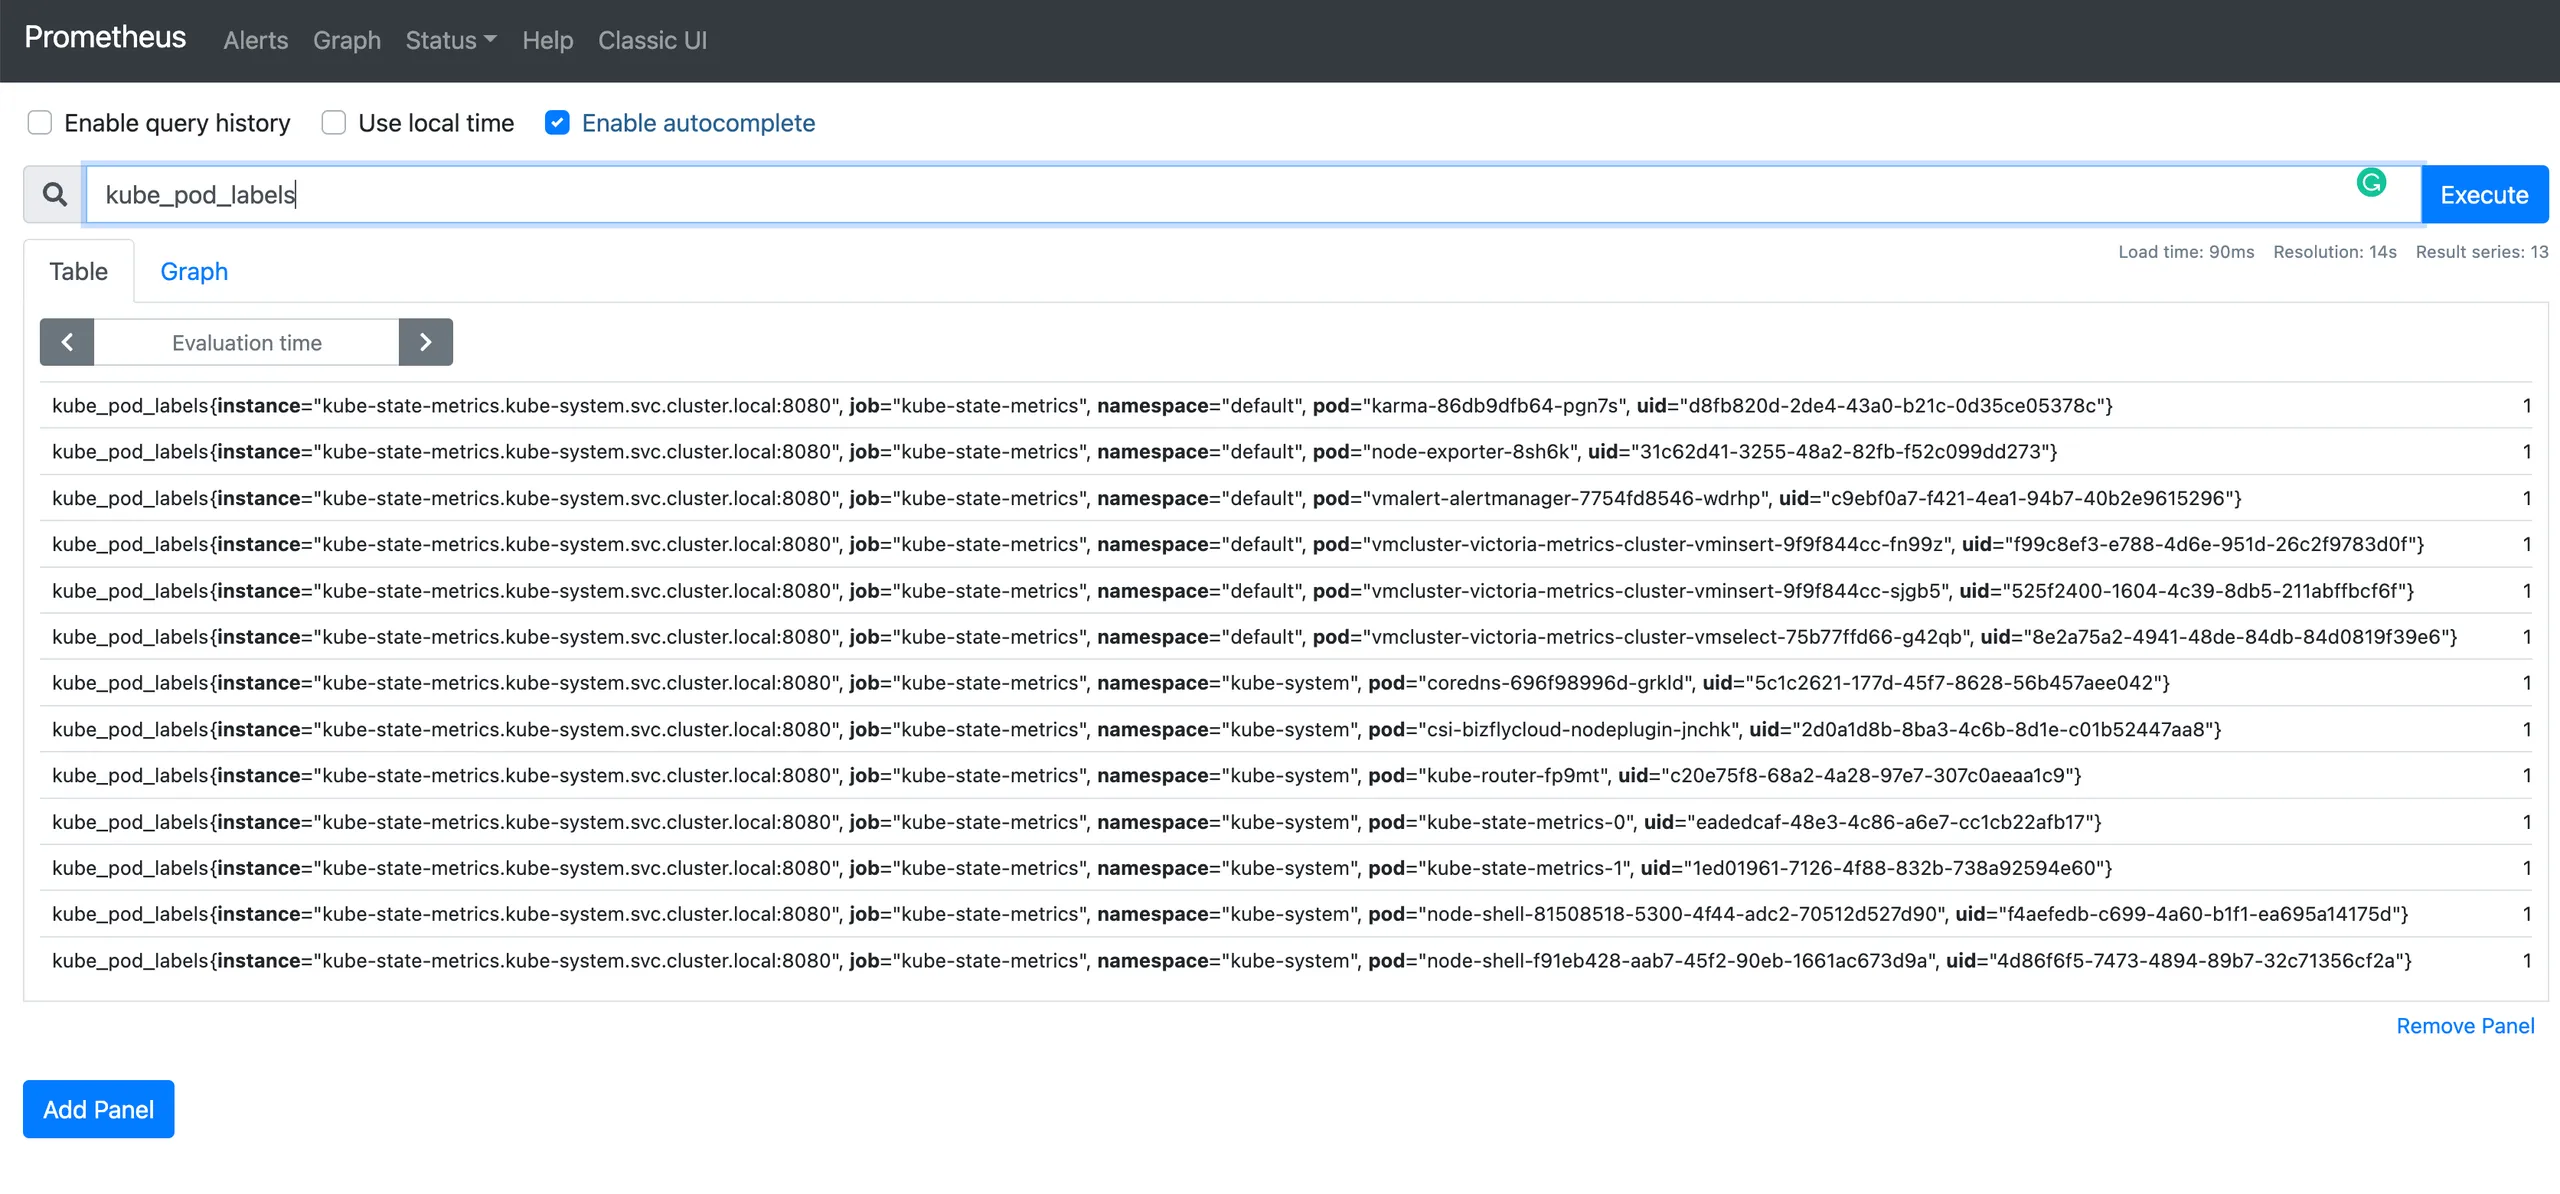 Prometheus Alerts Graph Status Help Classic UI
Enable query history Use local time Enable autocomplete
kube_pod_labels Execute
Table Graph Load time: 90ms Resolution: 14s Result series: 13
Evaluation time
kube_pod_labels{instance="kube-state-metrics.kube-system.svc.cluster.local:8080", job="kube-state-metrics", namespace="default", pod="karma-86db9dfb64-pgn7s", uid="d8fb820d-2de4-43a0-b21c-0d35ce05378c"} 1
kube_pod_labels{instance="kube-state-metrics.kube-system.svc.cluster.local:8080", job="kube-state-metrics", namespace="default", pod="node-exporter-8sh6k", uid="31c62d41-3255-48a2-82fb-f52c099dd273"} 1
kube_pod_labels{instance="kube-state-metrics.kube-system.svc.cluster.local:8080", job="kube-state-metrics", namespace="default", pod="vmalert-alertmanager-7754fd8546-wdrhp", uid="c9ebf0a7-f421-4ea1-94b7-40b2e9615296"} 1
kube_pod_labels{instance="kube-state-metrics.kube-system.svc.cluster.local:8080", job="kube-state-metrics", namespace="default", pod="vmcluster-victoria-metrics-cluster-vminsert-9f9f844cc-fn99z", uid="f99c8ef3-e788-4d6e-951d-26c2f9783d0f"} 1
kube_pod_labels{instance="kube-state-metrics.kube-system.svc.cluster.local:8080", job="kube-state-metrics", namespace="default", pod="vmcluster-victoria-metrics-cluster-vminsert-9f9f844cc-sjgb5", uid="525f2400-1604-4c39-8db5-211abffbcf6f"} 1
kube_pod_labels{instance="kube-state-metrics.kube-system.svc.cluster.local:8080", job="kube-state-metrics", namespace="default", pod="vmcluster-victoria-metrics-cluster-vmselect-75b77ffd66-g42qb", uid="8e2a75a2-4941-48de-84db-84d0819f39e6"} 1
kube_pod_labels{instance="kube-state-metrics.kube-system.svc.cluster.local:8080", job="kube-state-metrics", namespace="kube-system", pod="coredns-696f98996d-grkld", uid="5c1c2621-177d-45f7-8628-56b457aee042"} 1
kube_pod_labels{instance="kube-state-metrics.kube-system.svc.cluster.local:8080", job="kube-state-metrics", namespace="kube-system", pod="csi-bizflycloud-nodeplugin-jnchk", uid="2d0a1d8b-8ba3-4c6b-8d1e-c01b52447aa8"} 1
kube_pod_labels{instance="kube-state-metrics.kube-system.svc.cluster.local:8080", job="kube-state-metrics", namespace="kube-system", pod="kube-router-fp9mt", uid="c20e75f8-68a2-4a28-97e7-307c0aeaa1c9"} 1
kube_pod_labels{instance="kube-state-metrics.kube-system.svc.cluster.local:8080", job="kube-state-metrics", namespace="kube-system", pod="kube-state-metrics-0", uid="eadedcaf-48e3-4c86-a6e7-cc1cb22afb17"} 1
kube_pod_labels{instance="kube-state-metrics.kube-system.svc.cluster.local:8080", job="kube-state-metrics", namespace="kube-system", pod="kube-state-metrics-1", uid="1ed01961-7126-4f88-832b-738a92594e60"} 1
kube_pod_labels{instance="kube-state-metrics.kube-system.svc.cluster.local:8080", job="kube-state-metrics", namespace="kube-system", pod="node-shell-81508518-5300-4f44-adc2-70512d527d90", uid="f4aefedb-c699-4a60-b1f1-ea695a14175d"} 1
kube_pod_labels{instance="kube-state-metrics.kube-system.svc.cluster.local:8080", job="kube-state-metrics", namespace="kube-system", pod="node-shell-f91eb428-aab7-45f2-90eb-1661ac673d9a", uid="4d86f6f5-7473-4894-89b7-32c71356cf2a"} 1
Remove Panel
Add Panel